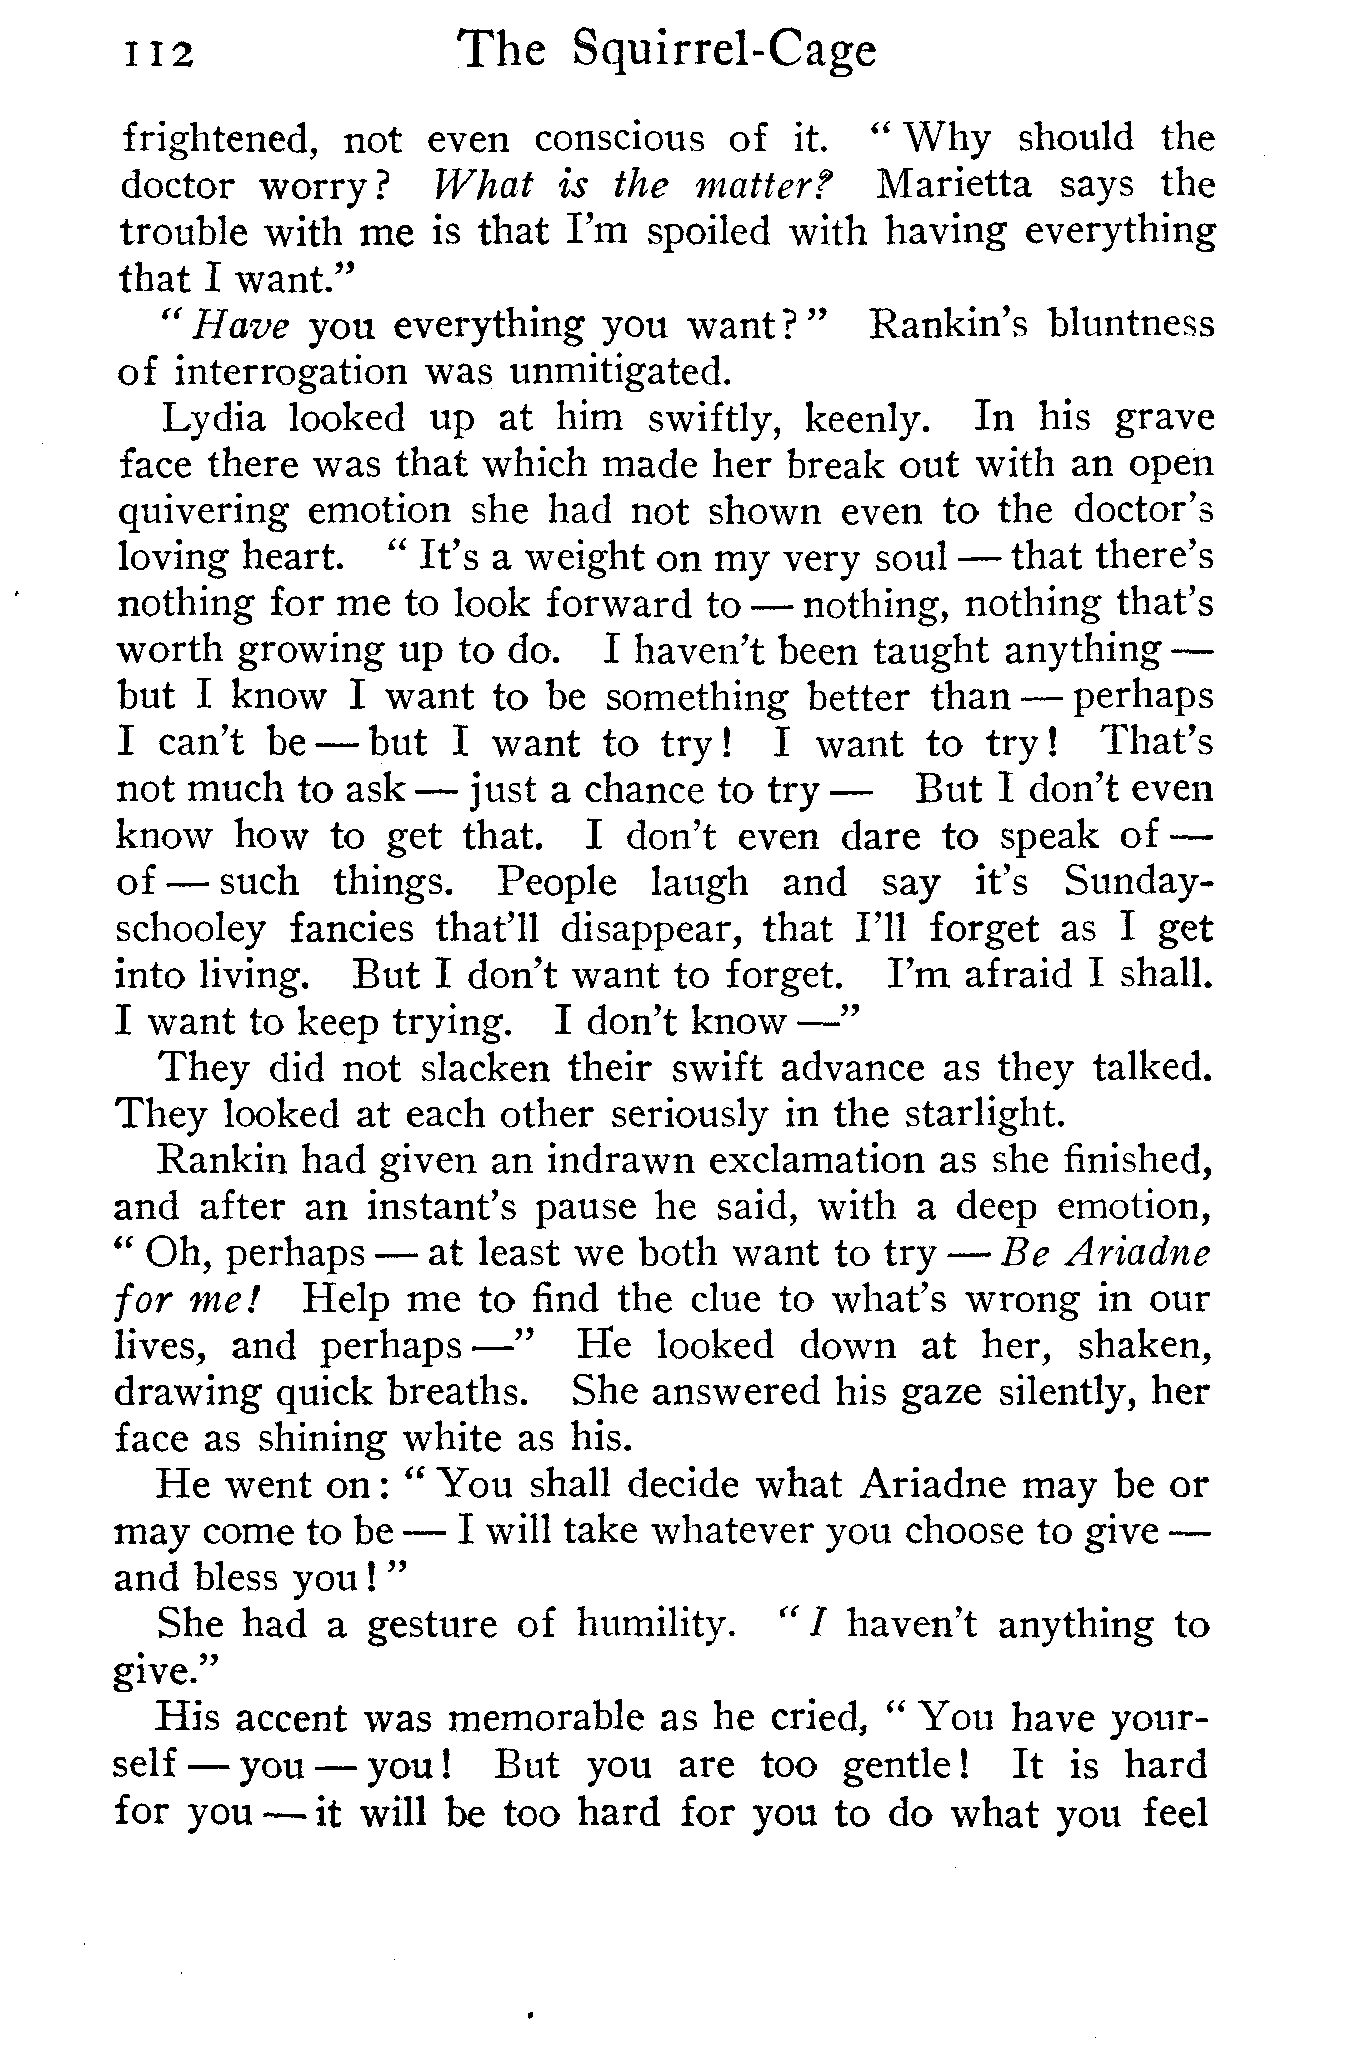 112 The Squirrel-Cage
frightened, not even conscious of it. “ Why should the
doctor worry? What is the matter? Marietta says the
trouble with me is that I’m spoiled with having everything
that I want.”
“ Have you everything you want? ” Rankin’s bluntness
of interrogation was unmitigated.
Lydia looked up at him swiftly, keenly. In his grave
face there was that which made her break out with an open
quivering emotion she had not shown even to the doctor’s
loving heart. “ It’s a weight on my very soul — that there’s
nothing for me to look forward to — nothing, nothing that’s
worth growing up to do. I haven’t been taught anything —
but I know I want to be something better than — perhaps
I can’t be — but I want to try! I want to try! That’s
not much to ask — just a chance to try — But I don’t even
know how to get that. I don’t even dare to speak of —
of — such things. People laugh and say it’s Sunday-
schooley fancies that’ll disappear, that I’ll forget as I get
into living. But I don’t want to forget. I’m afraid I shall.
I want to keep trying. I don’t know —”
They did not slacken their swift advance as they talked.
They looked at each other seriously in the starlight.
Rankin had given an indrawn exclamation as she finished,
and after an instant’s pause he said, with a deep emotion,
“ Oh, perhaps — at least we both want to try — Be Ariadne
for me! Help me to find the clue to what’s wrong in our
lives, and perhaps —” He looked down at her, shaken,
drawing quick breaths. She answered his gaze silently, her
face as shining white as his.
He went on: “ You shall decide what Ariadne may be or
may come to be — I will take whatever you choose to give —
and bless you! ”
She had a gesture of humility. “ I haven’t anything to
give.”
His accent was memorable as he cried, “ You have your-
self — you — you! But you are too gentle! It is hard
for you — it will be too hard for you to do what you feel